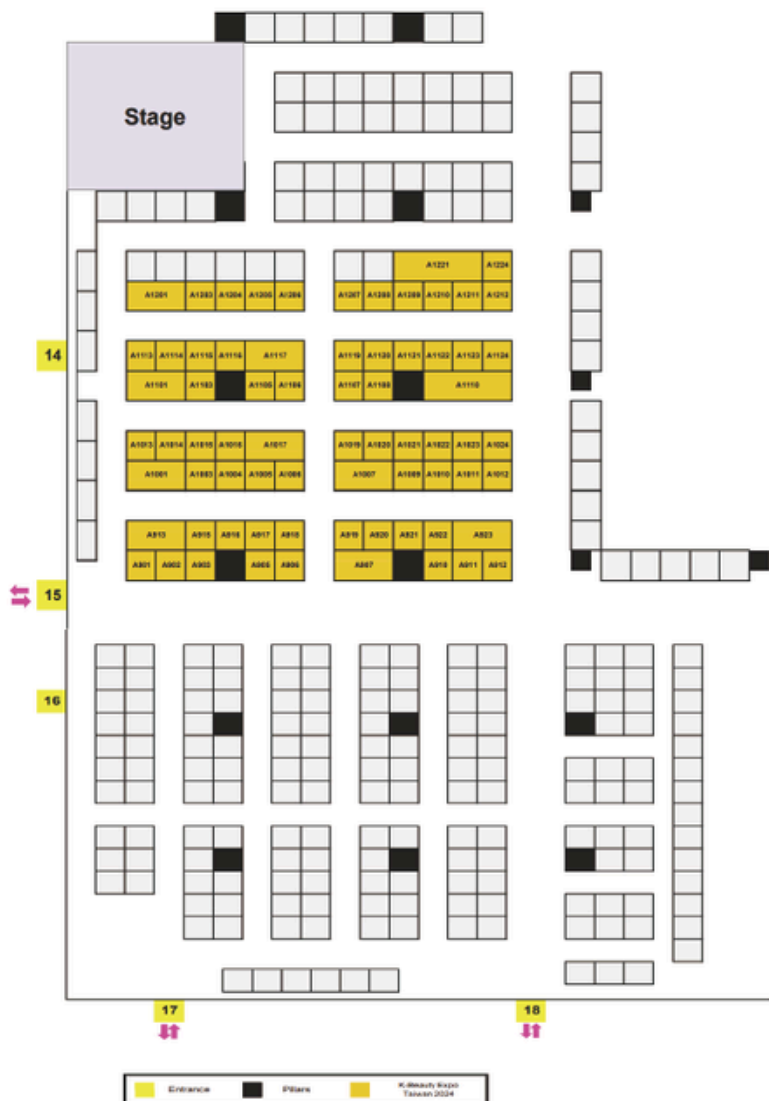 Stage
A1221 A1224
A1201 A1203 A1204 A1205 A1206 A1207 A1208 A1209 A1210 A1211 A1212
14
A1113 A1114 A1115 A1116 A1117 A1119 A1120 A1121 A1122 A1123 A1124
A1101 A1103 A1105 A1106 A1107 A1108 A1110
A1013 A1014 A1015 A1016 A1017 A1019 A1020 A1021 A1022 A1023 A1024
A1001 A1003 A1004 A1005 A1006 A1007 A1009 A1010 A1011 A1012
A913 A915 A916 A917 A918 A919 A920 A921 A922 A923
A901 A902 A903 A905 A906 A907 A910 A911 A912
15
16
17 18
Entrance Pillars K-Beauty Expo
Taiwan 2024